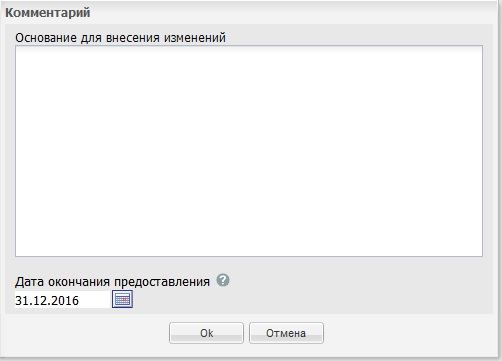 Комментарий
Основание для внесения изменений
Дата окончания предоставления ?
31.12.2016
Ok Отмена